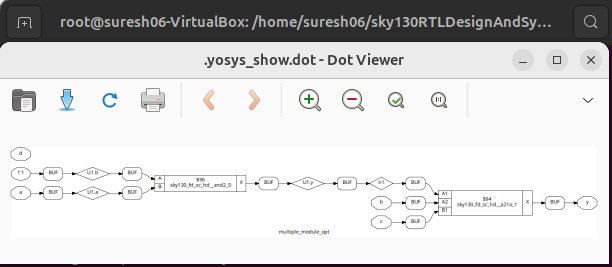 root@suresh06-VirtualBox: /home/suresh06/sky130RTLDesignAndSy...
.yosys_show.dot - Dot Viewer
d
1'1 BUF U1.b BUF A
a BUF U1.a BUF B
$96
sky130_fd_sc_hd__and2_0
X BUF U1.y BUF n1 BUF A1
b BUF A2
c BUF B1
$94
sky130_fd_sc_hd__a21o_1
X BUF y
multiple_module_opt